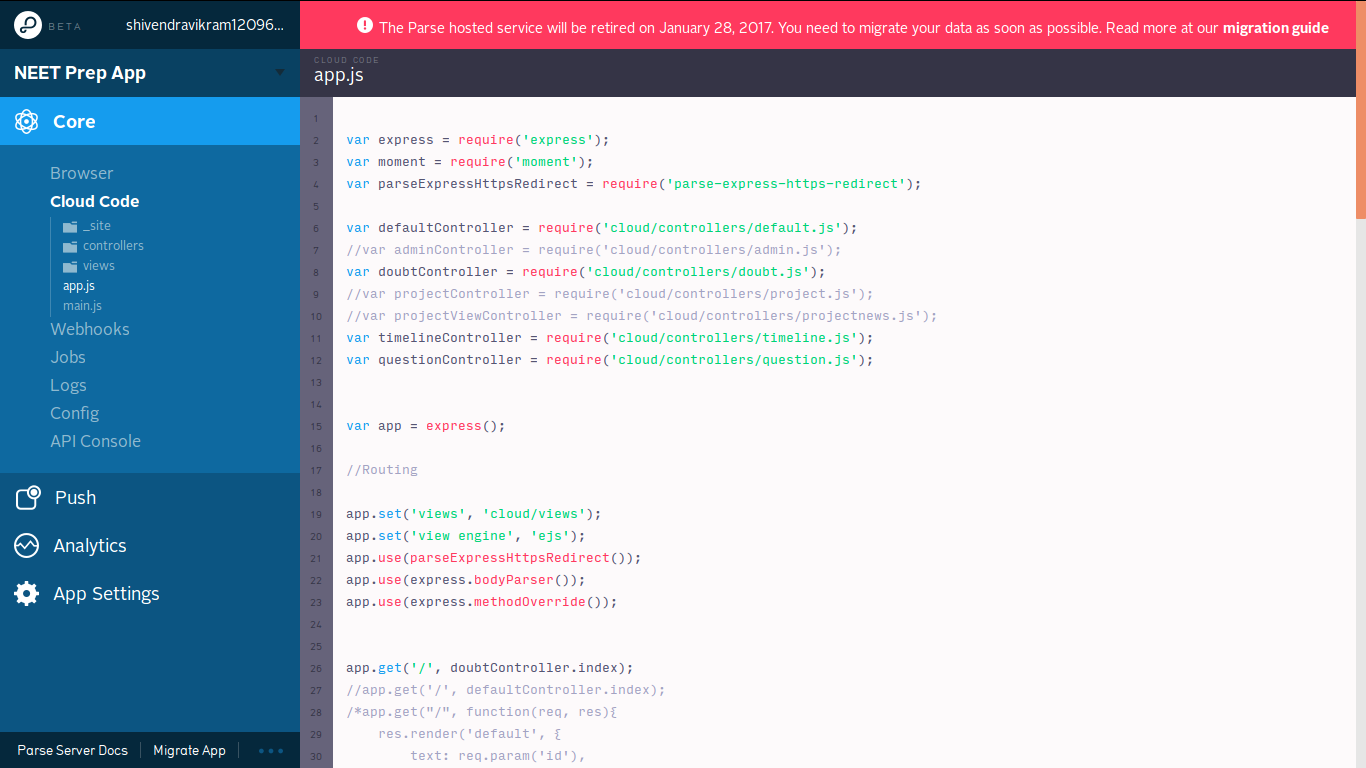 BETA
shivendravikram12096...
The Parse hosted service will be retired on January 28, 2017. You need to migrate your data as soon as possible. Read more at our migration guide
NEET Prep App
CLOUD CODE
app.js
Core
Browser
Cloud Code
_site
controllers
views
app.js
main.js
Webhooks
Jobs
Logs
Config
API Console
Push
Analytics
App Settings
Parse Server Docs
Migrate App
1
2 var express = require('express');
3 var moment = require('moment');
4 var parseExpressHttpsRedirect = require('parse-express-https-redirect');
5
6 var defaultController = require('cloud/controllers/default.js');
7 //var adminController = require('cloud/controllers/admin.js');
8 var doubtController = require('cloud/controllers/doubt.js');
9 //var projectController = require('cloud/controllers/project.js');
10 //var projectViewController = require('cloud/controllers/projectnews.js');
11 var timelineController = require('cloud/controllers/timeline.js');
12 var questionController = require('cloud/controllers/question.js');
13
14
15 var app = express();
16
17 //Routing
18
19 app.set('views', 'cloud/views');
20 app.set('view engine', 'ejs');
21 app.use(parseExpressHttpsRedirect());
22 app.use(express.bodyParser());
23 app.use(express.methodOverride());
24
25
26 app.get('/', doubtController.index);
27 //app.get('/', defaultController.index);
28 /*app.get("/", function(req, res){
29 res.render('default', {
30 text: req.param('id'),